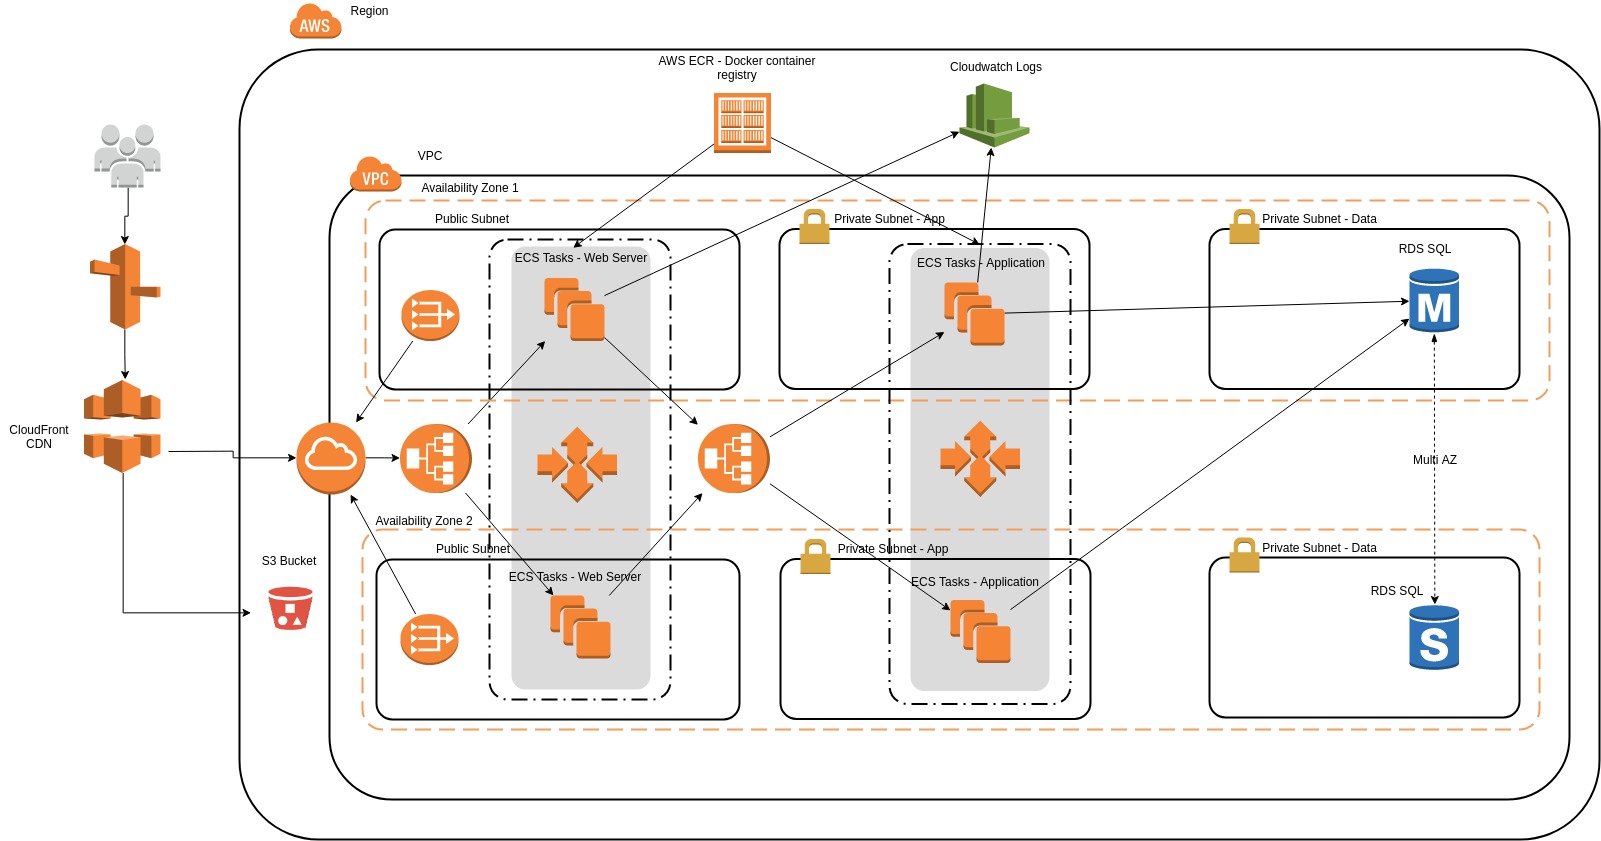 AWS
Region
AWS ECR - Docker container
registry
Cloudwatch Logs
VPC
VPC
Availability Zone 1
Public Subnet
Private Subnet - App
Private Subnet - Data
ECS Tasks - Web Server
ECS Tasks - Application
RDS SQL
M
CloudFront
CDN
Multi AZ
Availability Zone 2
Public Subnet
Private Subnet - App
Private Subnet - Data
S3 Bucket
ECS Tasks - Web Server
ECS Tasks - Application
RDS SQL
S